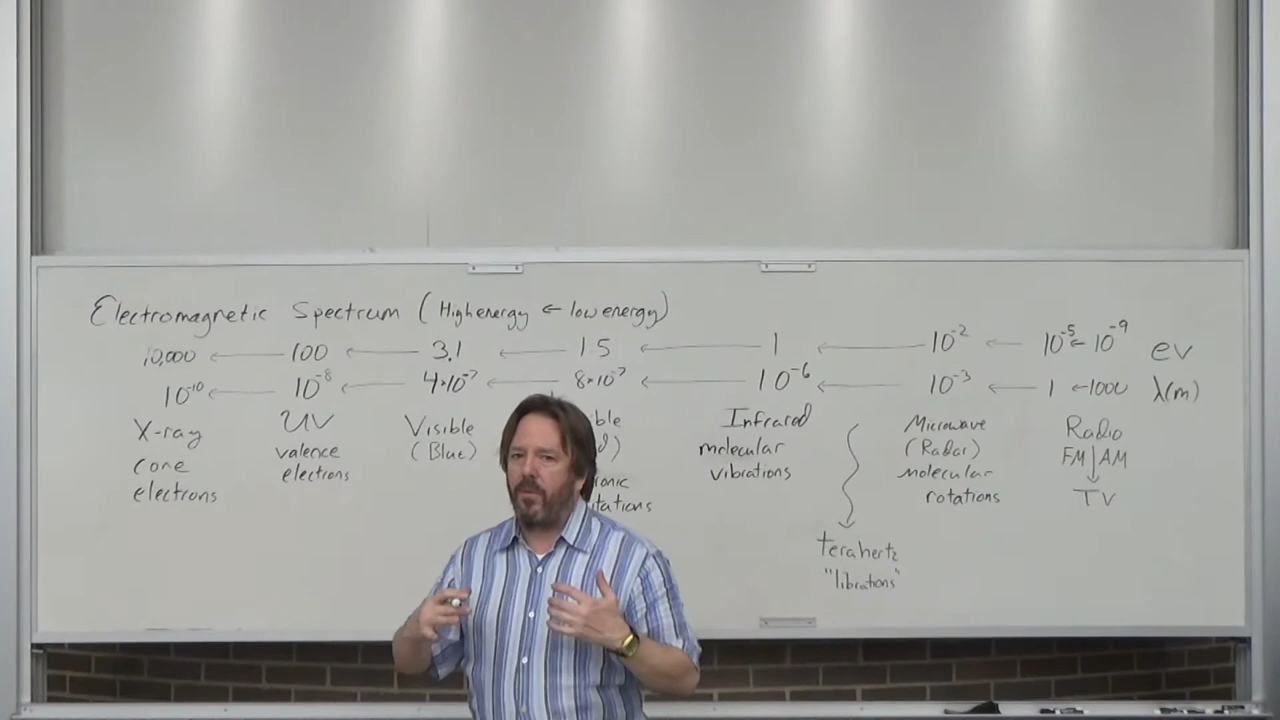 Electromagnetic Spectrum (High energy ← low energy)
10,000 ← 100 ← 3.1 ← 1.5 ← 1 ← 10⁻² ← 10⁻⁵ ← 10⁻⁹ eV
10⁻¹⁰ ← 10⁻⁸ ← 4×10⁻⁷ ← 8×10⁻⁷ ← 10⁻⁶ ← 10⁻³ ← 1 ← 1000 λ(m)
X-ray
core
electrons
UV
valence
electrons
Visible
(Blue)
Infrared
molecular
vibrations
terahertz
"librations"
Microwave
(Radar)
molecular
rotations
Radio
FM↓AM
TV